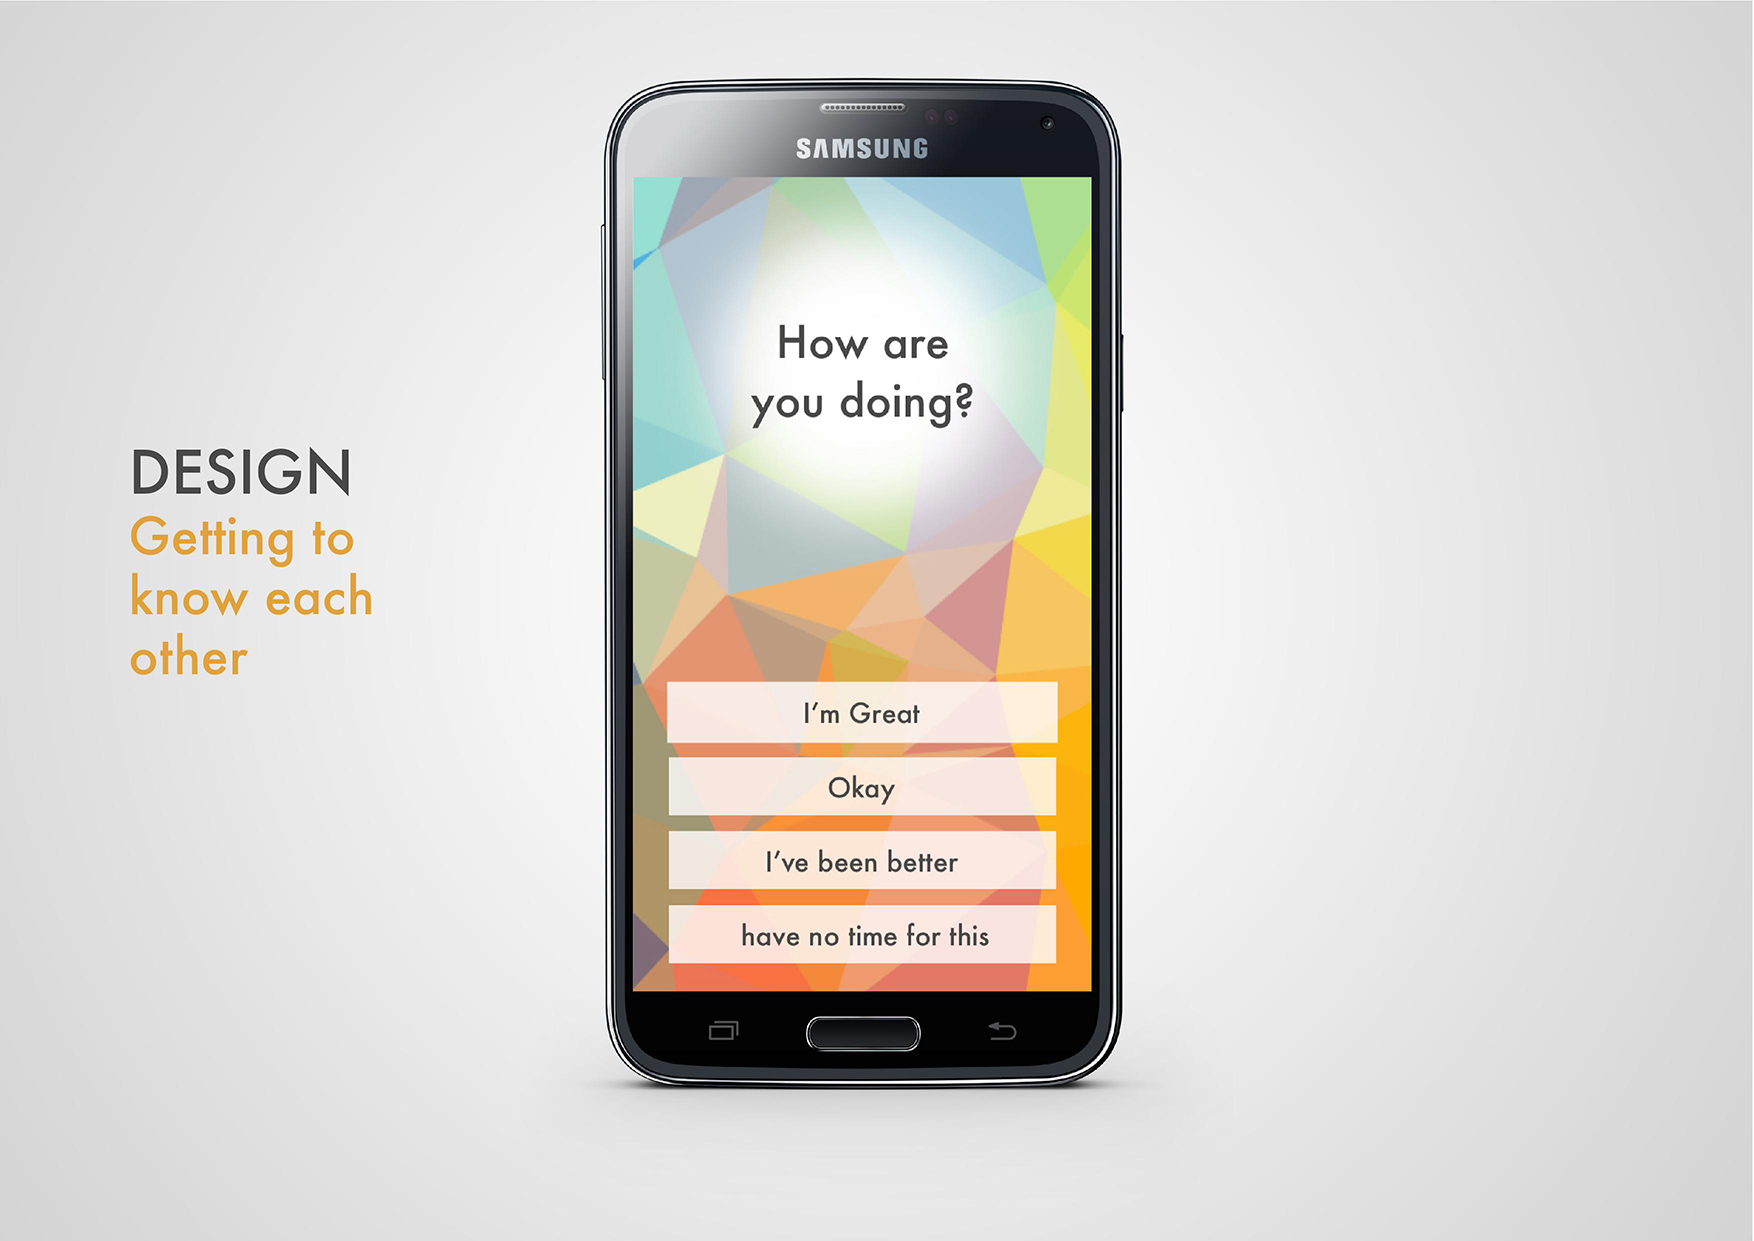 DESIGN
Getting to
know each
other
SAMSUNG
How are
you doing?
I’m Great
Okay
I’ve been better
have no time for this